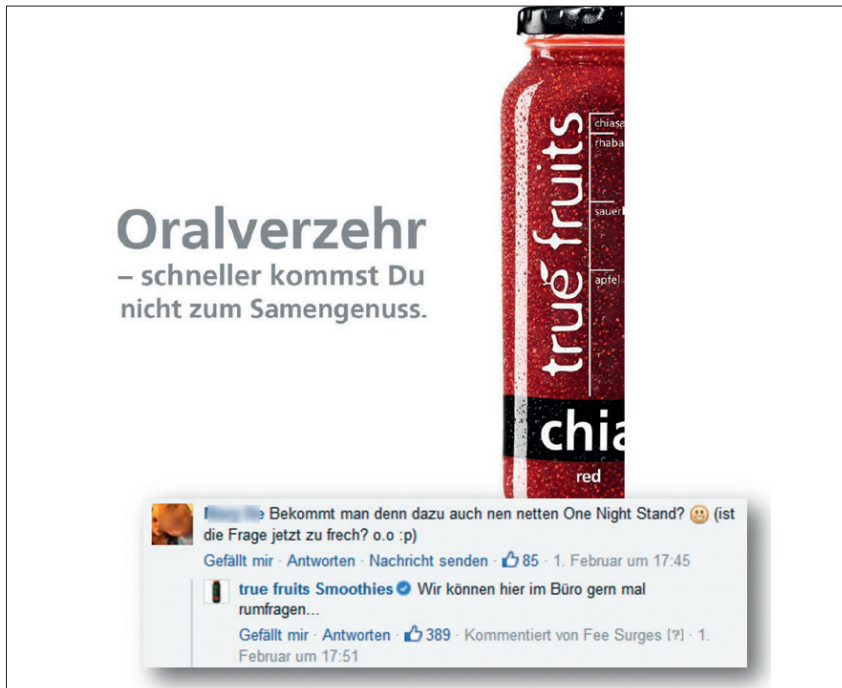 Oralverzehr
– schneller kommst Du
nicht zum Samengenuss.
true fruits
rhaba
apfel
chia
red
Bekommt man denn dazu auch nen netten One Night Stand? 😬 (ist
die Frage jetzt zu frech? o.o :p)
Gefällt mir · Antworten · Nachricht senden · 85 · 1. Februar um 17:45
true fruits Smoothies Wir können hier im Büro gern mal
rumfragen...
Gefällt mir · Antworten · 389 · Kommentiert von Fee Surges [?] · 1.
Februar um 17:51